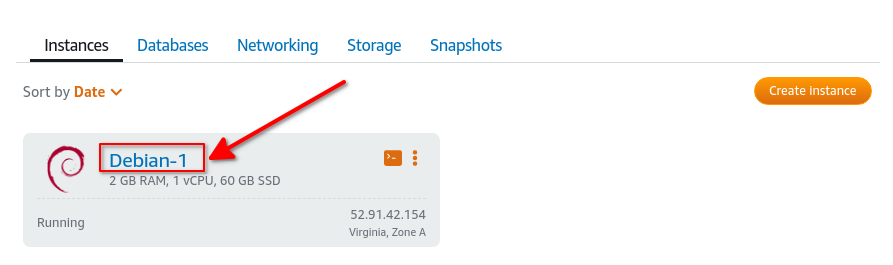 Instances Databases Networking Storage Snapshots
Sort by Date
Create instance
Debian-1
2 GB RAM, 1 vCPU, 60 GB SSD
Running
52.91.42.154
Virginia, Zone A